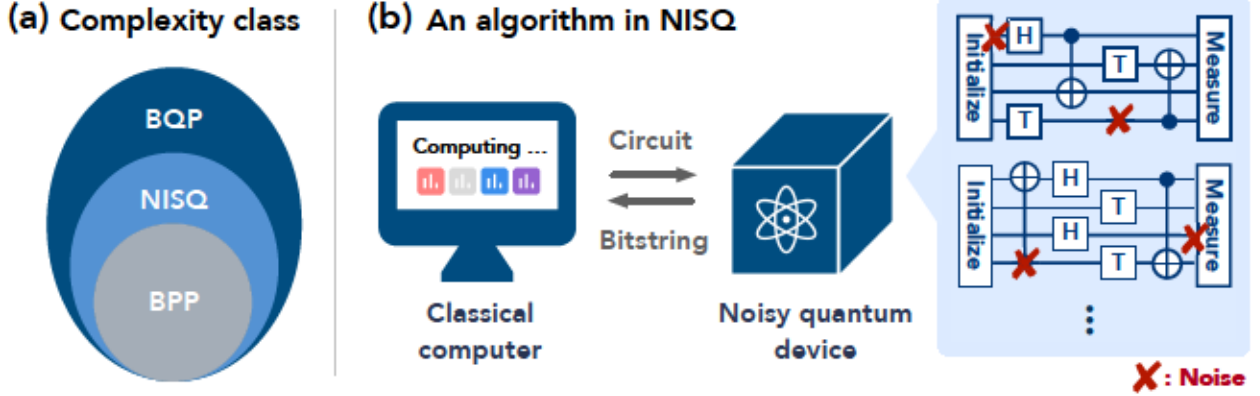 (a) Complexity class
BQP
NISQ
BPP
(b) An algorithm in NISQ
Computing ...
Classical
computer
Circuit
Bitstring
Noisy quantum
device
Initialize
H
T
T
Measure
Initialize
H
T
H
T
Measure
⋮
✘: Noise